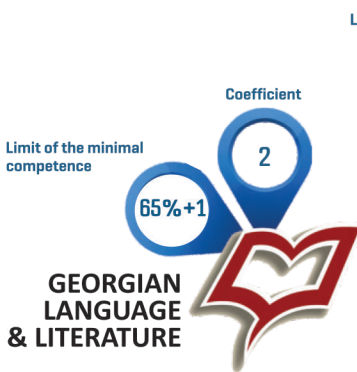 L
Coefficient
2
Limit of the minimal
competence
65%+1
GEORGIAN
LANGUAGE
& LITERATURE